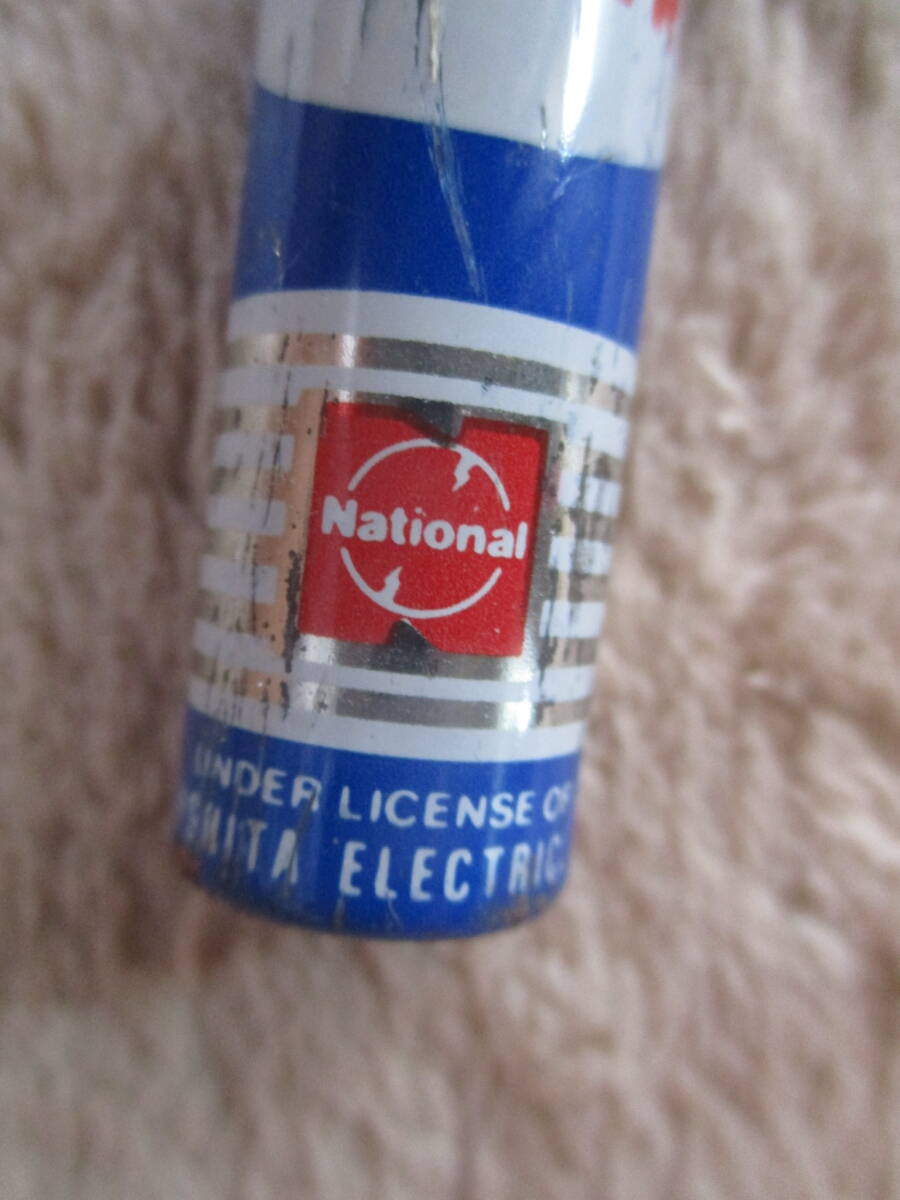 National
UNDER LICENSE OF
SHITA ELECTRIC